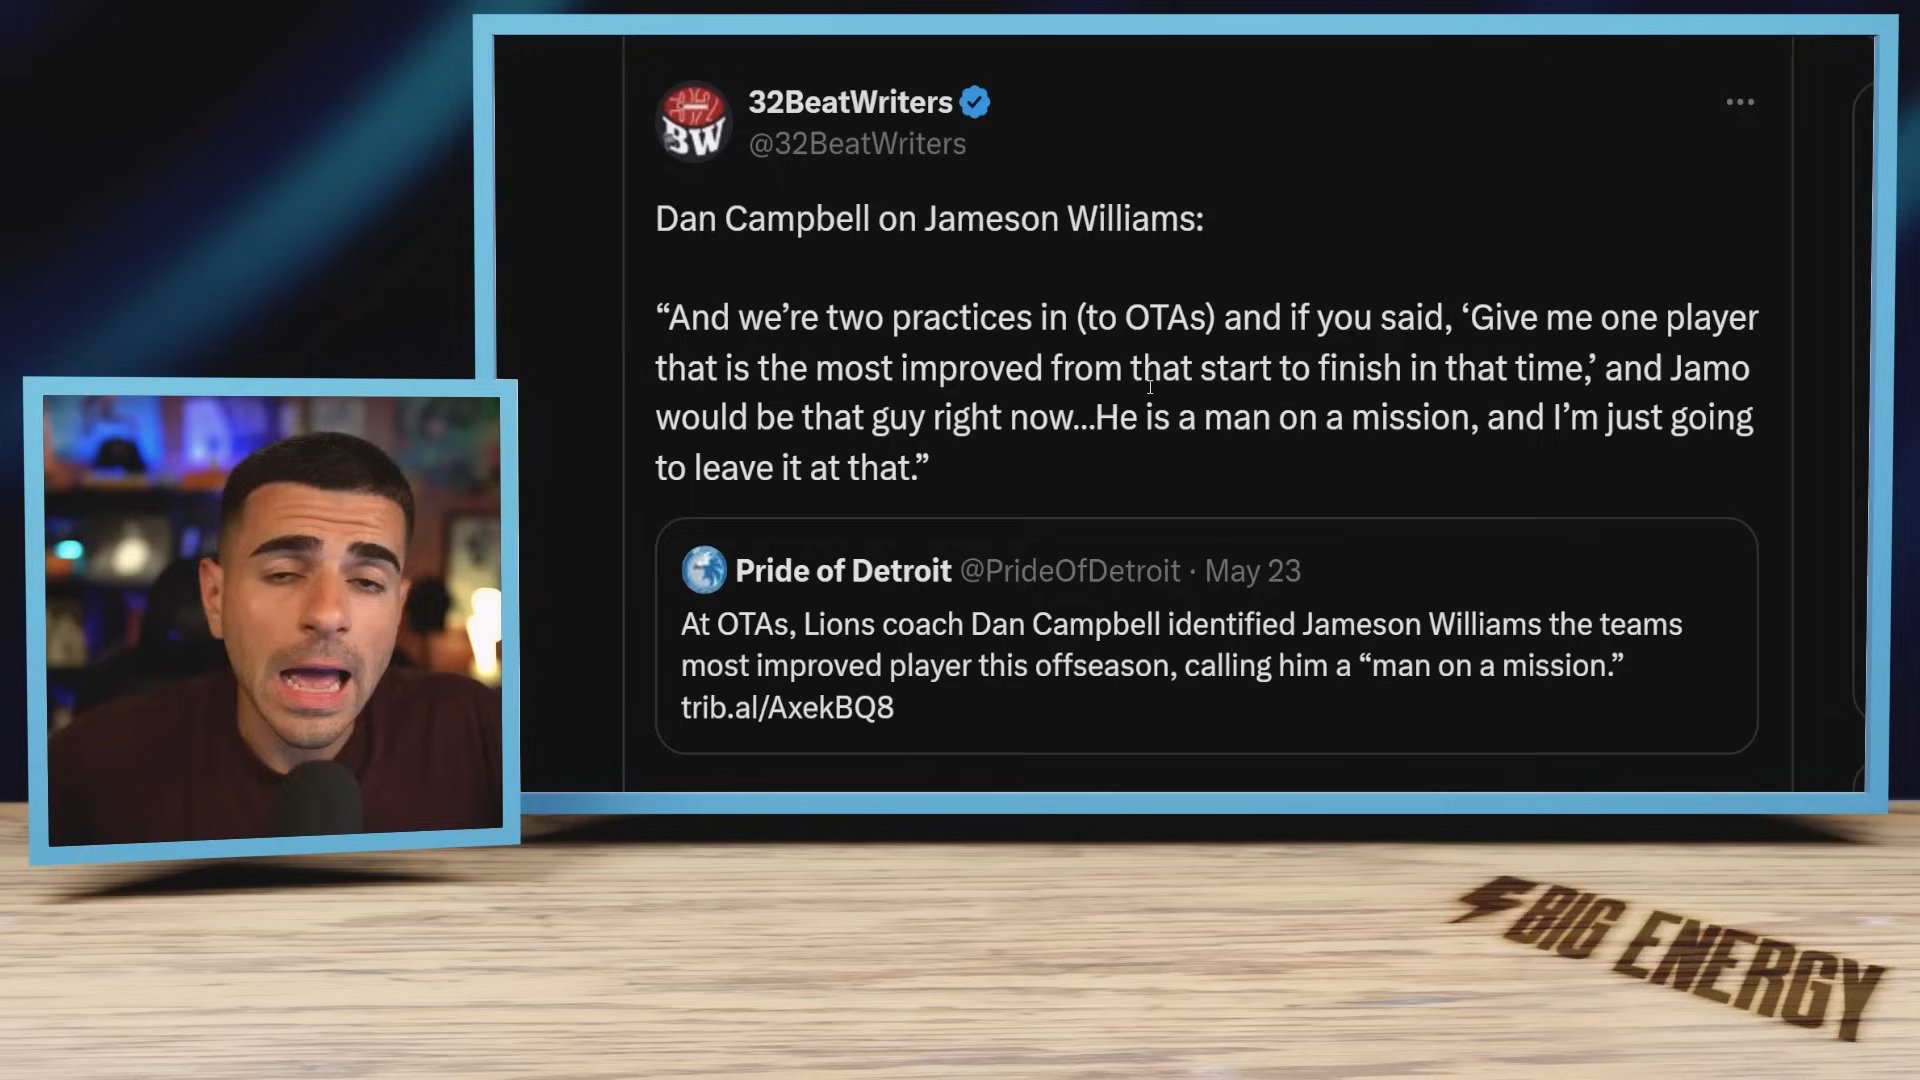 BW
32BeatWriters
@32BeatWriters
Dan Campbell on Jameson Williams:
“And we’re two practices in (to OTAs) and if you said, ‘Give me one player
that is the most improved from that start to finish in that time,’ and Jamo
would be that guy right now...He is a man on a mission, and I’m just going
to leave it at that.”
Pride of Detroit @PrideOfDetroit · May 23
At OTAs, Lions coach Dan Campbell identified Jameson Williams the teams
most improved player this offseason, calling him a “man on a mission.”
trib.al/AxekBQ8
BIG ENERGY